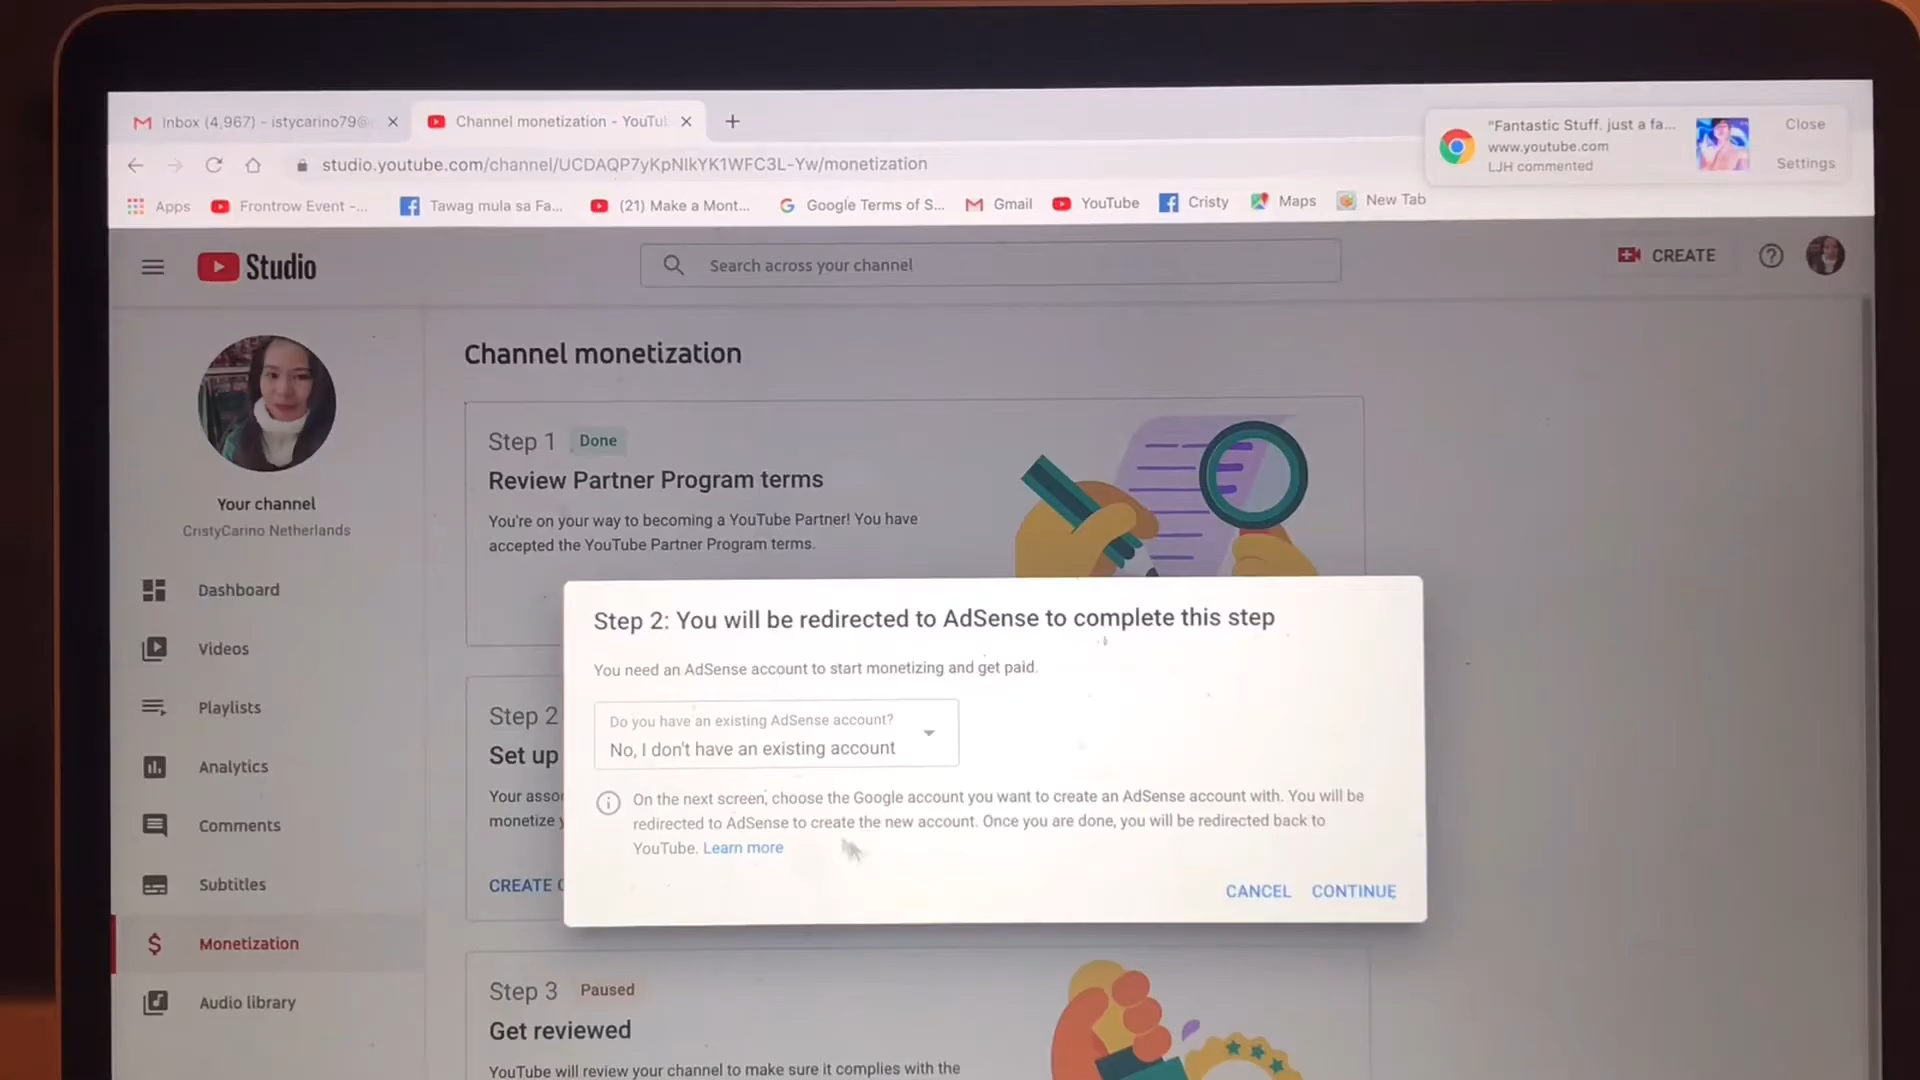 Inbox (4,967) - istycarino79@
Channel monetization - YouTu
"Fantastic Stuff. just a fa...
www.youtube.com
LJH commented
Close
Settings
studio.youtube.com/channel/UCDAQP7yKpNlkYK1WFC3L-Yw/monetization
Apps
Frontrow Event -...
Tawag mula sa Fa...
(21) Make a Mont...
Google Terms of S...
Gmail
YouTube
Cristy
Maps
New Tab
Studio
Search across your channel
CREATE
Your channel
CristyCarino Netherlands
Dashboard
Videos
Playlists
Analytics
Comments
Subtitles
Monetization
Audio library
Channel monetization
Step 1 Done
Review Partner Program terms
You're on your way to becoming a YouTube Partner! You have
accepted the YouTube Partner Program terms.
Step 2
Set up
Your asso
monetize
CREATE
Step 2: You will be redirected to AdSense to complete this step
You need an AdSense account to start monetizing and get paid.
Do you have an existing AdSense account?
No, I don't have an existing account
On the next screen, choose the Google account you want to create an AdSense account with. You will be
redirected to AdSense to create the new account. Once you are done, you will be redirected back to
YouTube. Learn more
CANCEL CONTINUE
Step 3 Paused
Get reviewed
YouTube will review your channel to make sure it complies with the